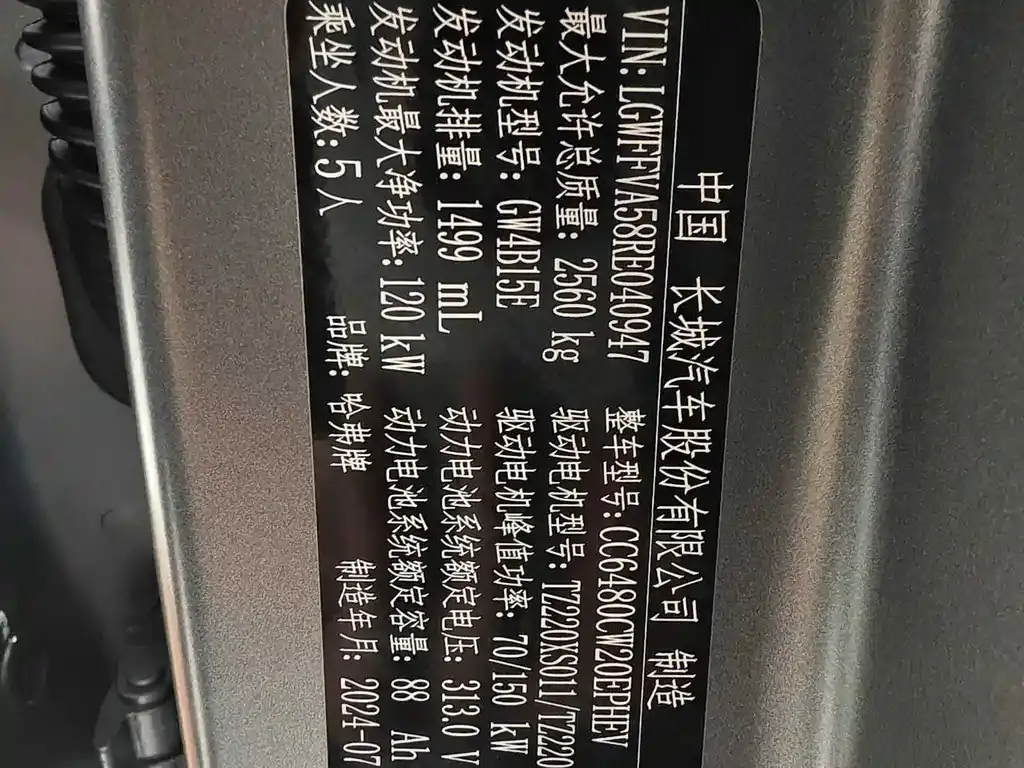 中国 长城汽车股份有限公司 制造
VIN: LGWFFVA58RE040947 整车型号: CC6480CW20EPHEV
最大允许总质量: 2560 kg 驱动电机型号: TZ220XS011/TZ220
发动机型号: GW4B15E 驱动电机峰值功率: 70/150 kW
发动机排量: 1499 mL 动力电池系统额定电压: 313.0 V
发动机最大净功率: 120 kW 动力电池系统额定容量: 88 Ah
乘坐人数: 5人 品牌: 哈弗牌 制造年月: 2024-07